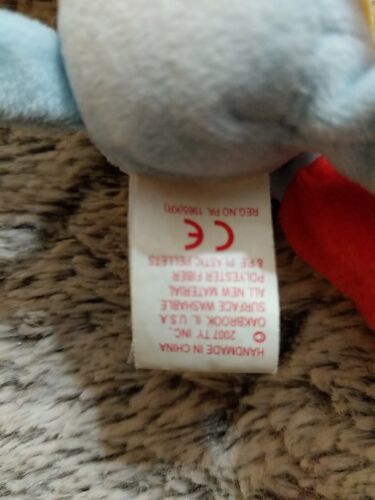 HANDMADE IN CHINA
© 2007 TY INC.
OAKBROOK, IL U.S.A
SURFACE WASHABLE
ALL NEW MATERIAL
POLYESTER FIBER
& P.E. PLASTIC PELLETS
CE
REG.NO PA. 1965(KR)